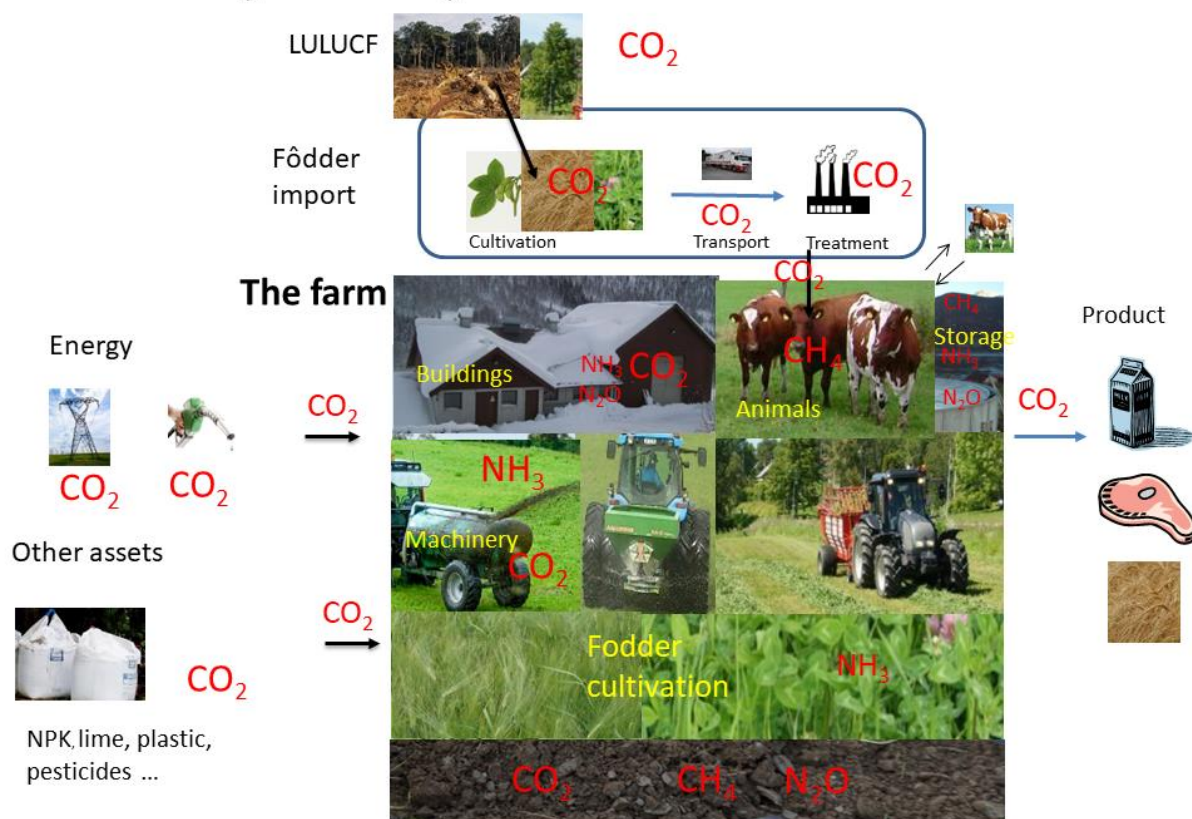 LULUCF
CO₂
Fôdder
import
CO₂
CO₂
CO₂
Cultivation
Transport
Treatment
CO₂
The farm
Energy
CO₂
CO₂
CO₂
Buildings
NH₃
CO₂
N₂O
CH₄
Animals
CH₄
Storage
NH₃
N₂O
CO₂
Product
MILK
NH₃
Machinery
CO₂
Other assets
CO₂
CO₂
NPK, lime, plastic,
pesticides ...
Fodder
cultivation
NH₃
CO₂
CH₄
N₂O